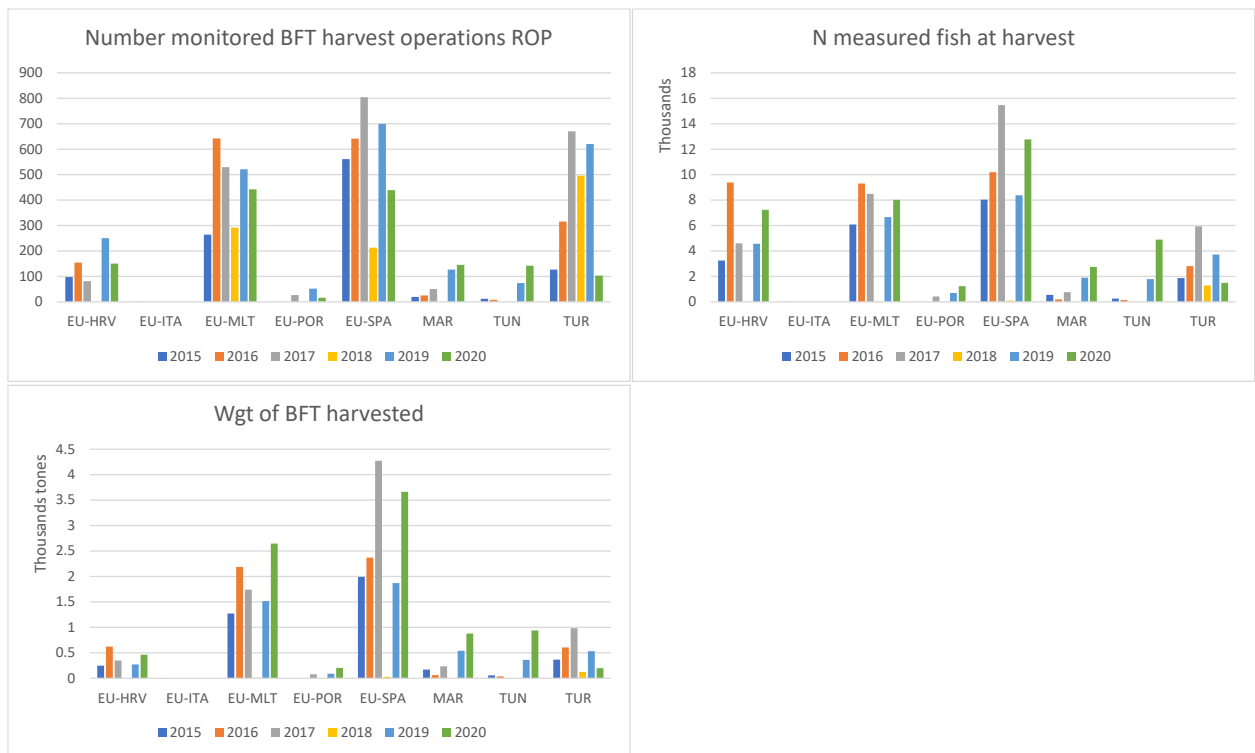 Number monitored BFT harvest operations ROP
900
800
700
600
500
400
300
200
100
0
EU-HRV EU-ITA EU-MLT EU-POR EU-SPA MAR TUN TUR
2015 2016 2017 2018 2019 2020
N measured fish at harvest
Thousands
18
16
14
12
10
8
6
4
2
0
EU-HRV EU-ITA EU-MLT EU-POR EU-SPA MAR TUN TUR
2015 2016 2017 2018 2019 2020
Wgt of BFT harvested
Thousands tones
4.5
4
3.5
3
2.5
2
1.5
1
0.5
0
EU-HRV EU-ITA EU-MLT EU-POR EU-SPA MAR TUN TUR
2015 2016 2017 2018 2019 2020